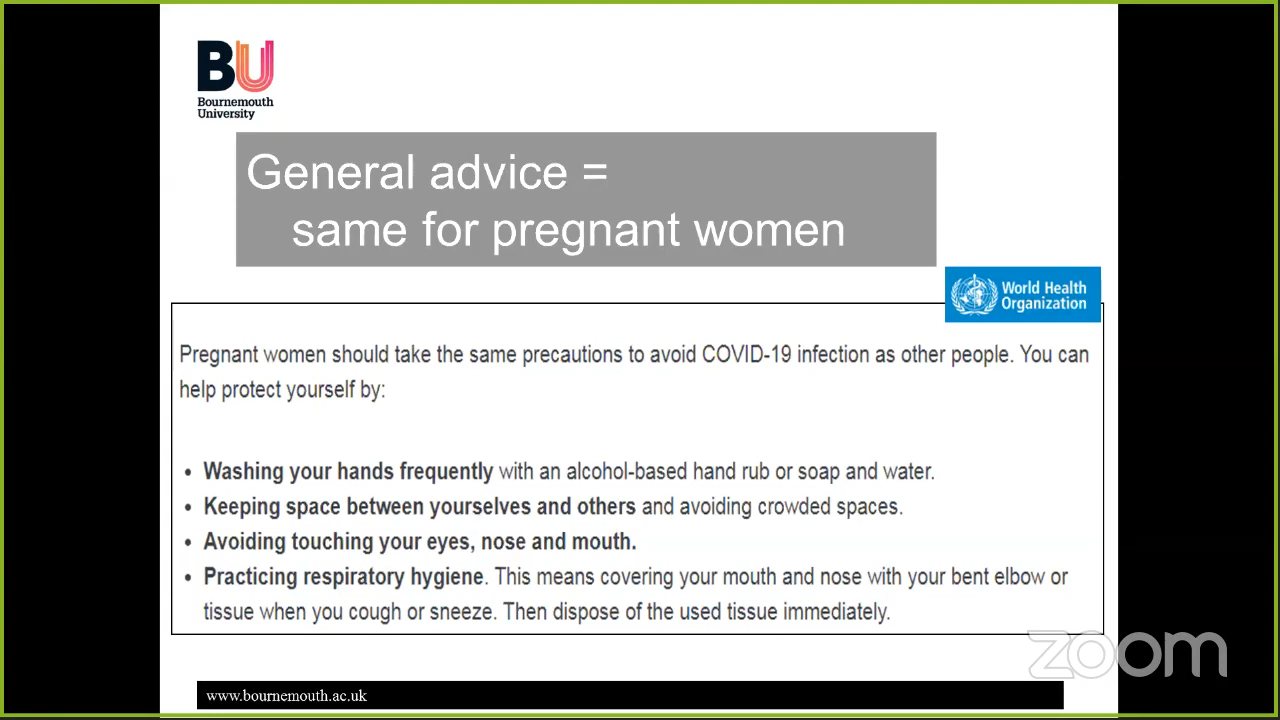 BU
Bournemouth
University
General advice =
same for pregnant women
World Health
Organization
Pregnant women should take the same precautions to avoid COVID-19 infection as other people. You can
help protect yourself by:
• Washing your hands frequently with an alcohol-based hand rub or soap and water.
• Keeping space between yourselves and others and avoiding crowded spaces.
• Avoiding touching your eyes, nose and mouth.
• Practicing respiratory hygiene. This means covering your mouth and nose with your bent elbow or
tissue when you cough or sneeze. Then dispose of the used tissue immediately.
zoom
www.bournemouth.ac.uk